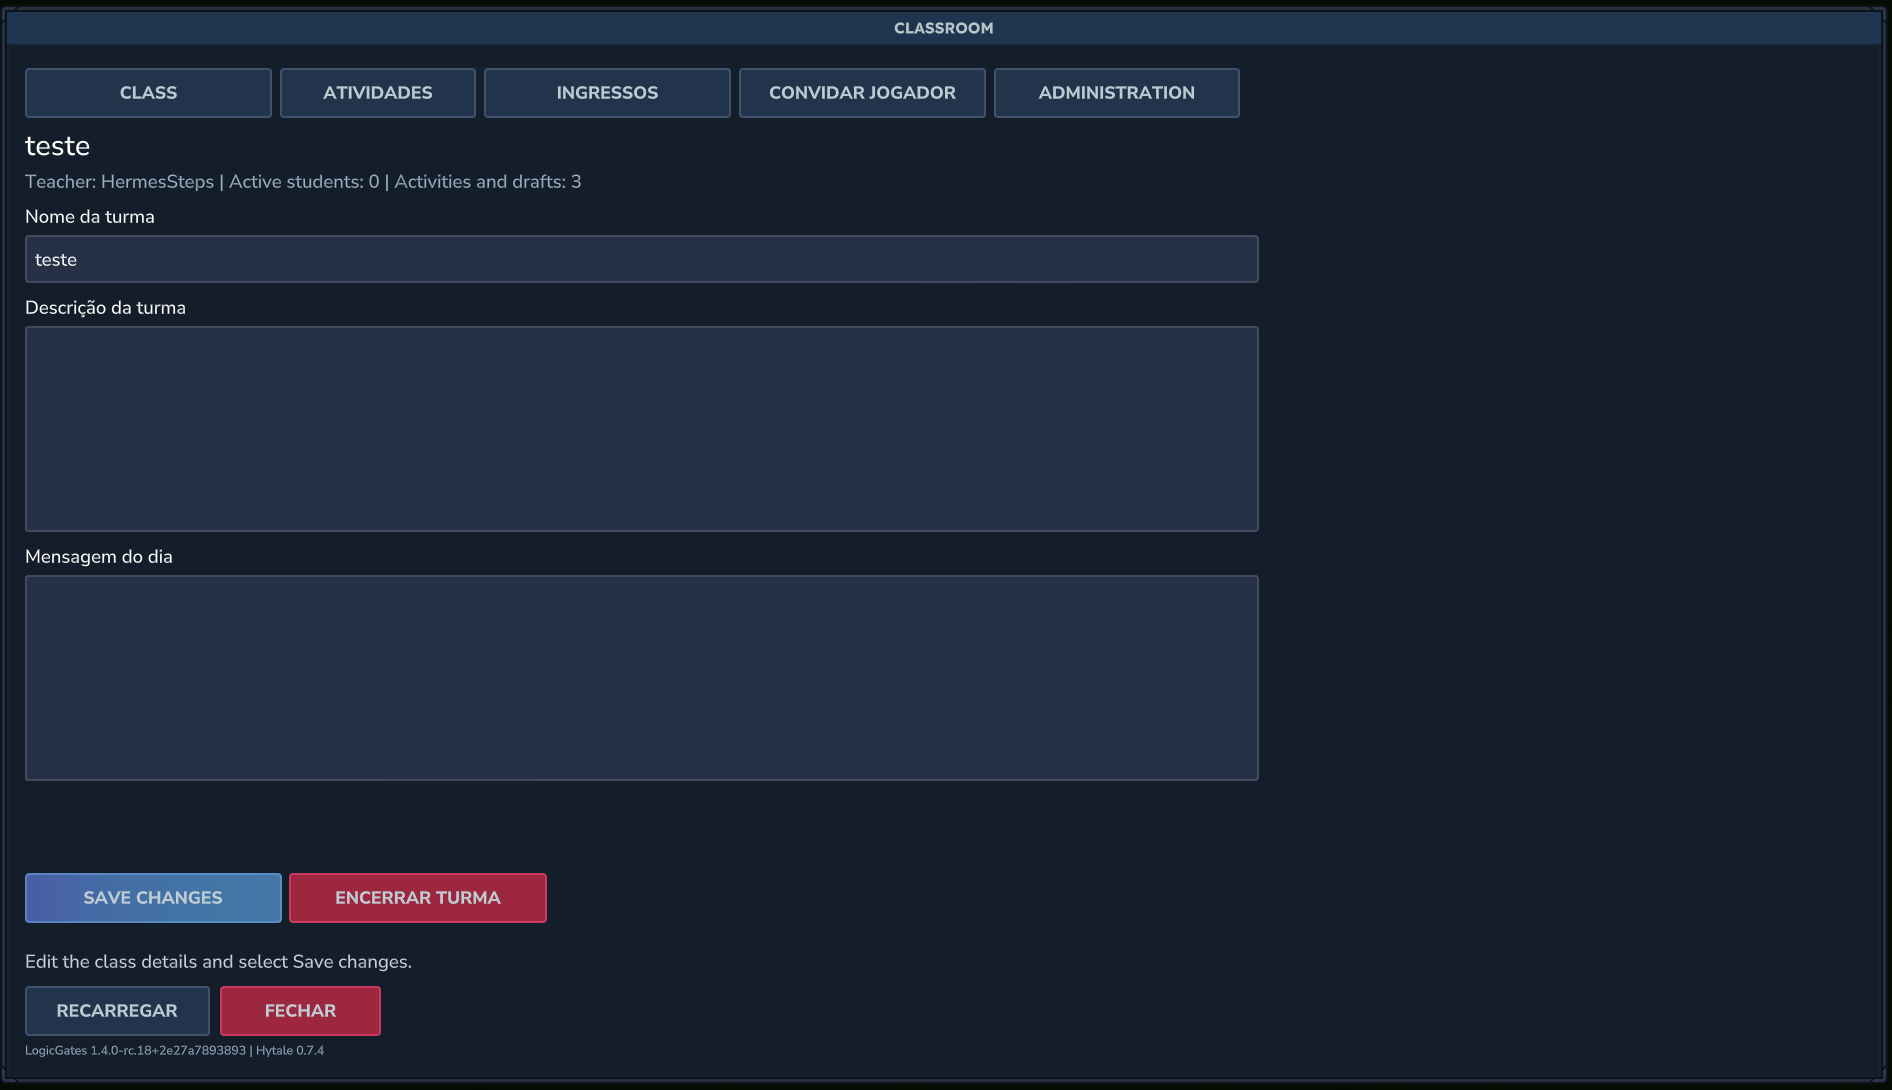 CLASSROOM
CLASS ATIVIDADES INGRESSOS CONVIDAR JOGADOR ADMINISTRATION
teste
Teacher: HermesSteps | Active students: 0 | Activities and drafts: 3
Nome da turma
teste
Descrição da turma
Mensagem do dia
SAVE CHANGES ENCERRAR TURMA
Edit the class details and select Save changes.
RECARREGAR FECHAR
LogicGates 1.4.0-rc.18+2e27a7893893 | Hytale 0.7.4